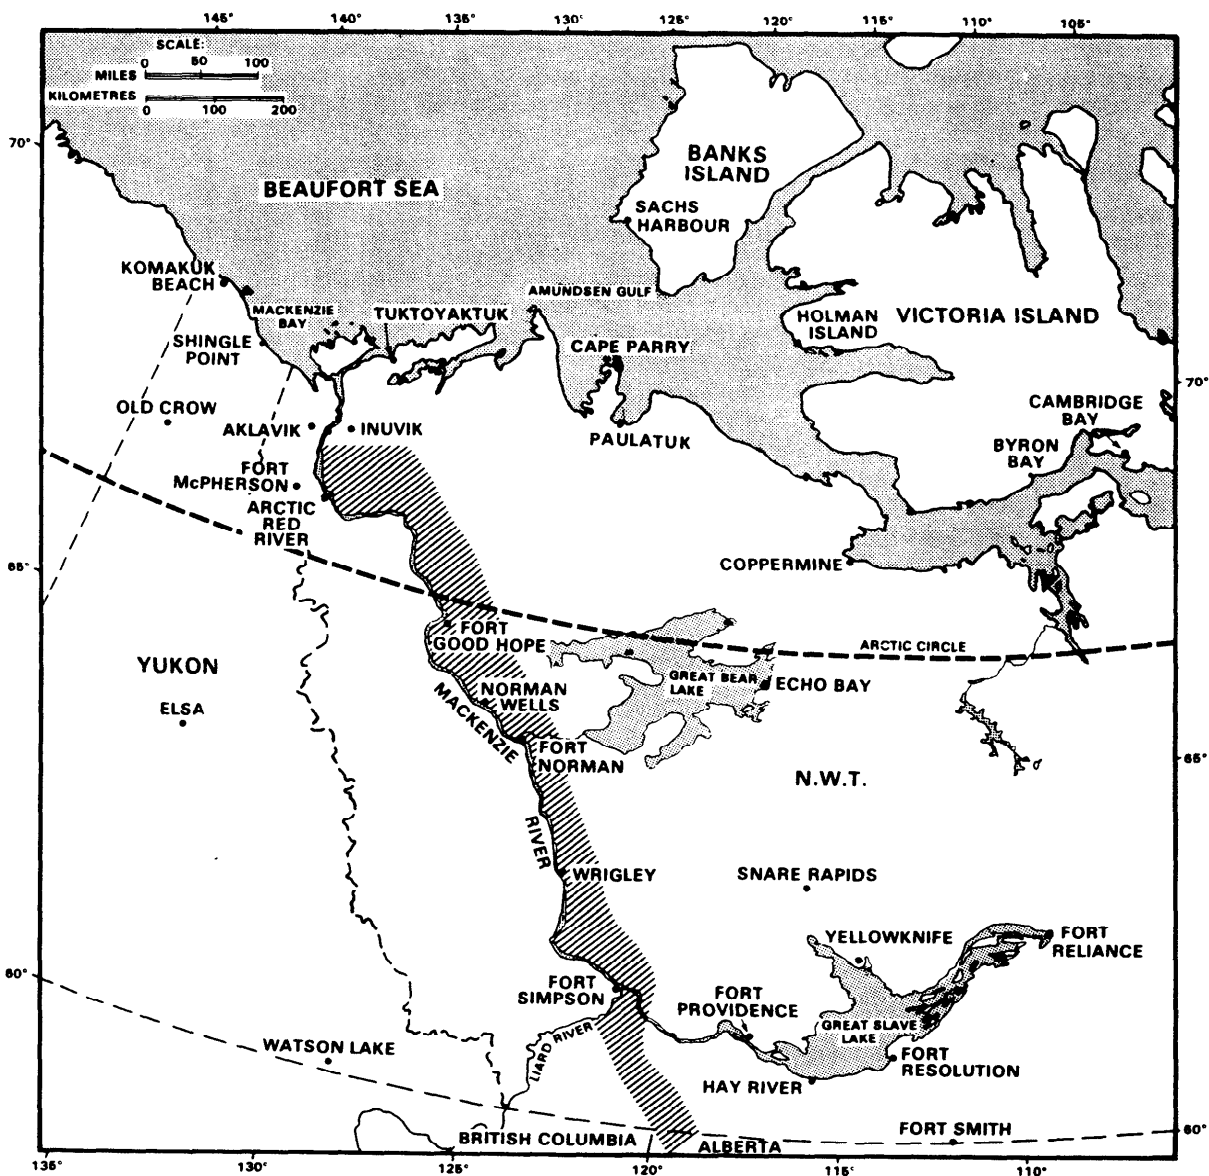 145° 140° 135° 130° 125° 120° 115° 110° 105°
SCALE:
0 50 100
MILES
KILOMETRES
0 100 200
70°
BANKS
ISLAND
BEAUFORT SEA
SACHS
HARBOUR
KOMAKUK
BEACH
AMUNDSEN GULF
MACKENZIE
BAY
TUKTOYAKTUK
HOLMAN
ISLAND
VICTORIA ISLAND
SHINGLE
POINT
CAPE PARRY
70°
OLD CROW
CAMBRIDGE
BAY
AKLAVIK
INUVIK
PAULATUK
BYRON
BAY
FORT
McPHERSON
ARCTIC
RED
RIVER
COPPERMINE
65°
FORT
GOOD HOPE
ARCTIC CIRCLE
YUKON
GREAT BEAR
LAKE
ECHO BAY
NORMAN
WELLS
ELSA
MACKENZIE
FORT
NORMAN
65°
N.W.T.
RIVER
WRIGLEY
SNARE RAPIDS
YELLOWKNIFE
FORT
RELIANCE
60°
FORT
SIMPSON
FORT
PROVIDENCE
GREAT SLAVE
LAKE
LIARD RIVER
WATSON LAKE
FORT
RESOLUTION
HAY RIVER
FORT SMITH
60°
BRITISH COLUMBIA
ALBERTA
135° 130° 125° 120° 115° 110°